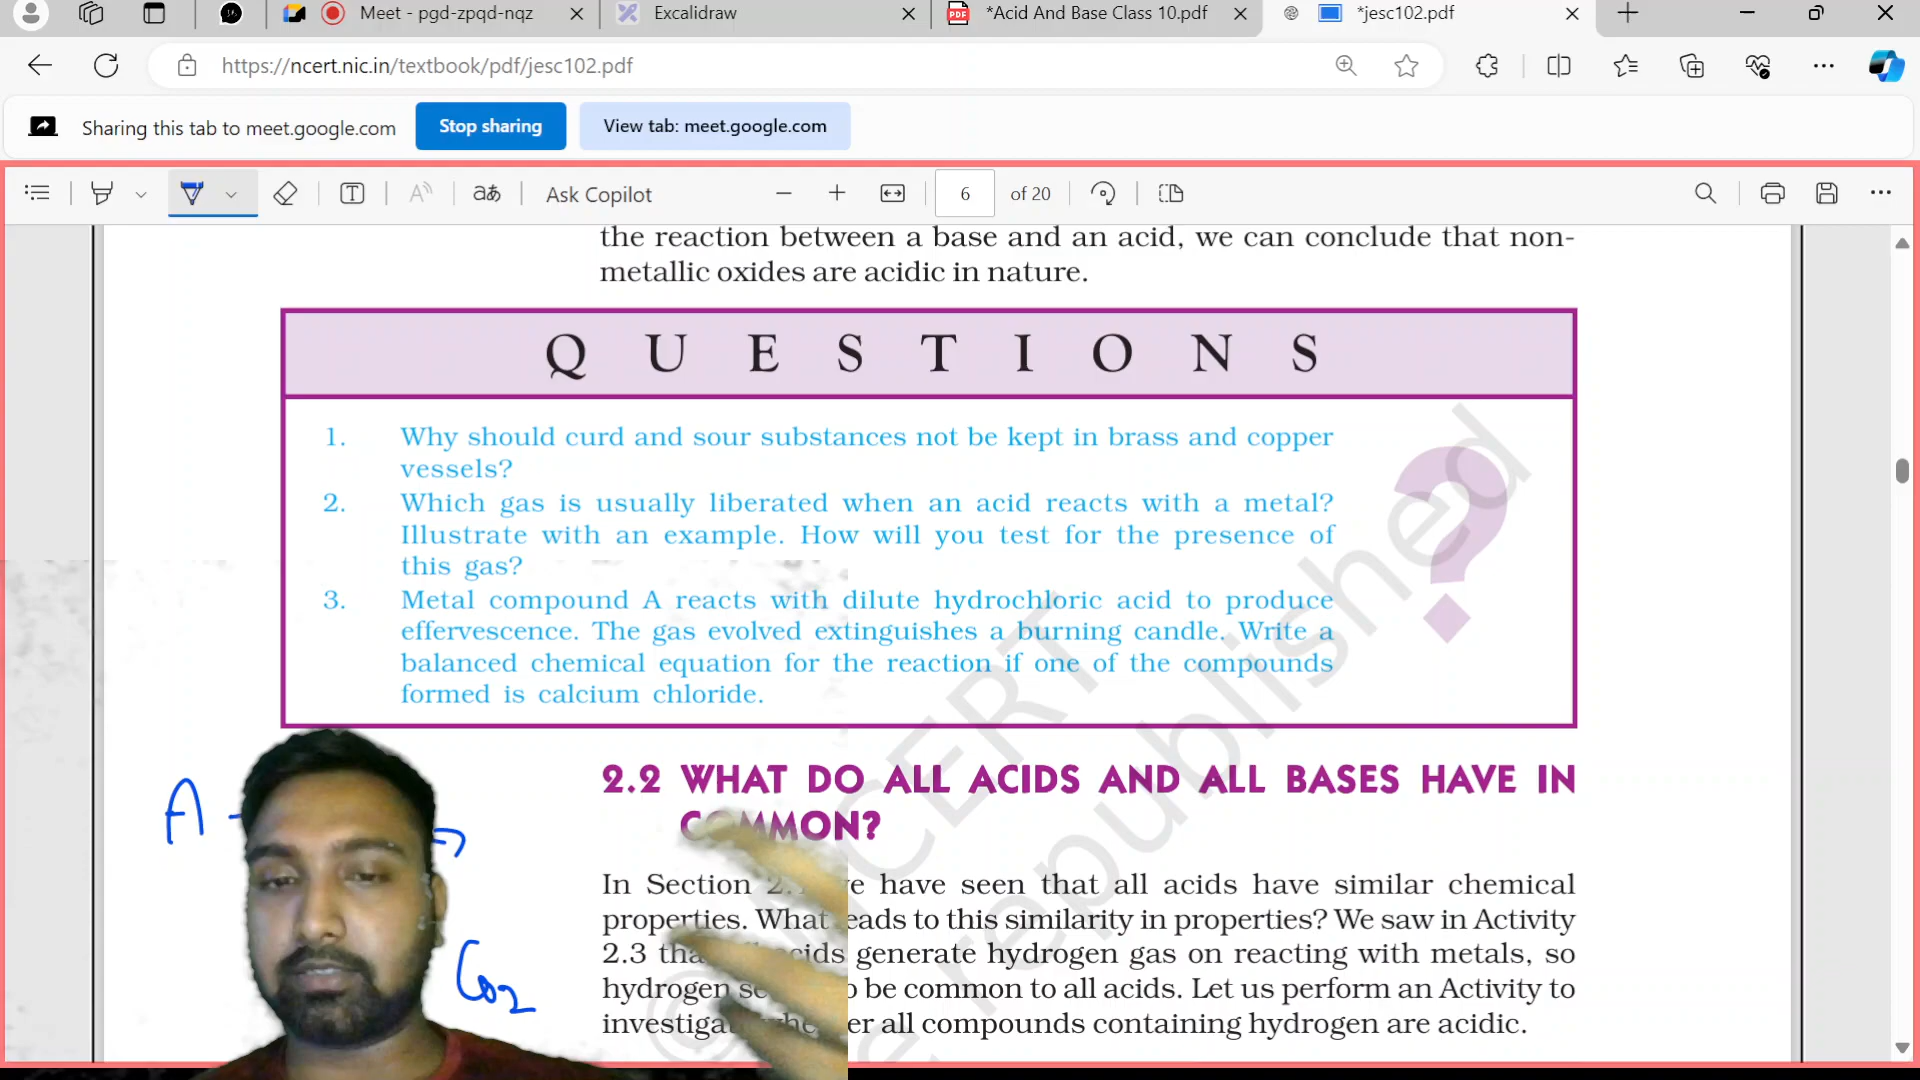 Meet - pgd-zpqd-nqz
Excalidraw
*Acid And Base Class 10.pdf
*jesc102.pdf
https://ncert.nic.in/textbook/pdf/jesc102.pdf
Sharing this tab to meet.google.com
Stop sharing
View tab: meet.google.com
Ask Copilot
6 of 20
the reaction between a base and an acid, we can conclude that non-
metallic oxides are acidic in nature.
QUESTIONS
1. Why should curd and sour substances not be kept in brass and copper
vessels?
2. Which gas is usually liberated when an acid reacts with a metal?
Illustrate with an example. How will you test for the presence of
this gas?
3. Metal compound A reacts with dilute hydrochloric acid to produce
effervescence. The gas evolved extinguishes a burning candle. Write a
balanced chemical equation for the reaction if one of the compounds
formed is calcium chloride.
?
© NCERT
republished
A
CO2
2.2 WHAT DO ALL ACIDS AND ALL BASES HAVE IN
COMMON?
In Section have seen that all acids have similar chemical
properties. What leads to this similarity in properties? We saw in Activity
2.3 acids generate hydrogen gas on reacting with metals, so
hydrogen be common to all acids. Let us perform an Activity to
all compounds containing hydrogen are acidic.